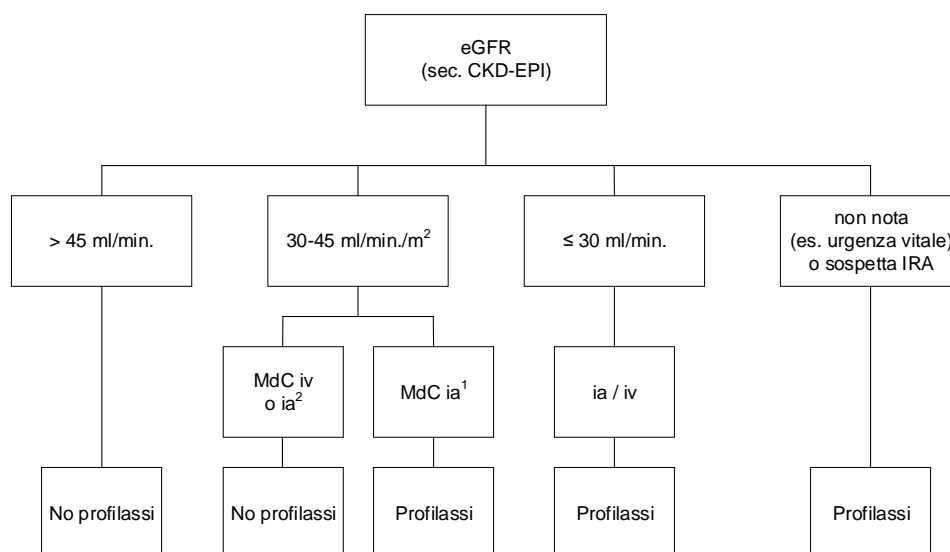 eGFR
(sec. CKD-EPI)
> 45 ml/min.
30-45 ml/min./m²
≤ 30 ml/min.
non nota
(es. urgenza vitale)
o sospetta IRA
MdC iv
o ia²
MdC ia¹
ia / iv
No profilassi
No profilassi
Profilassi
Profilassi
Profilassi